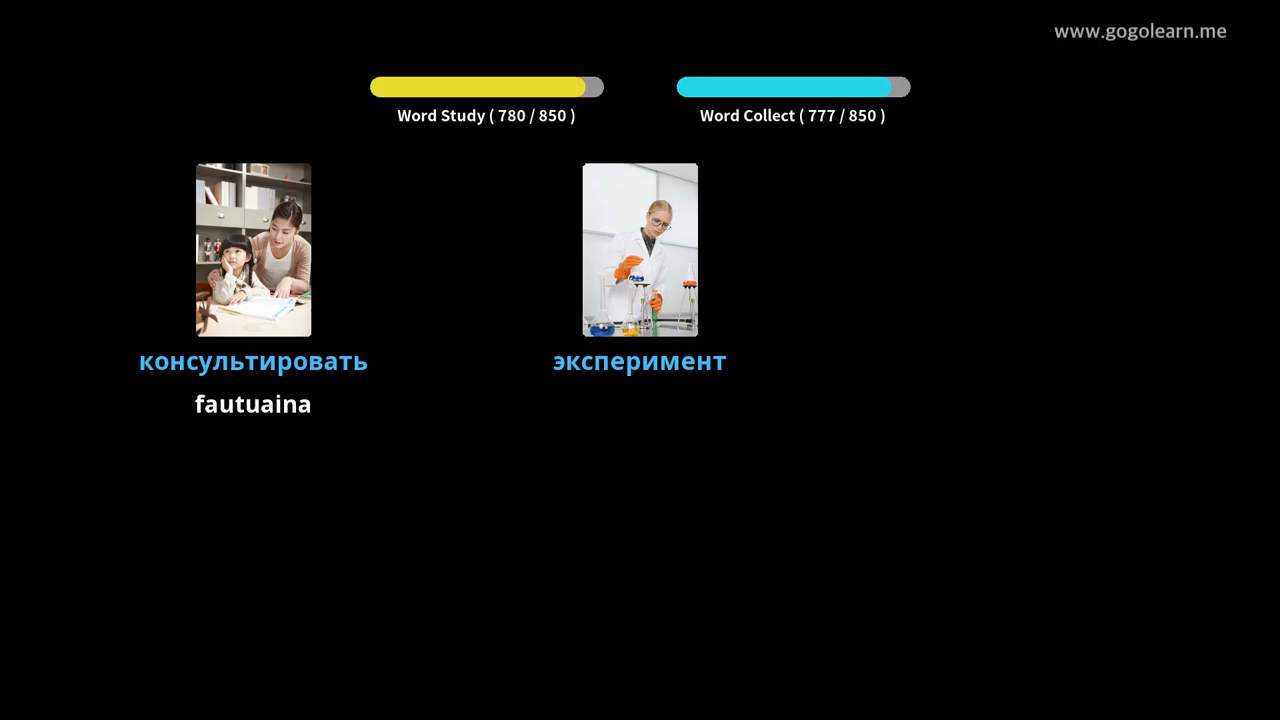 www.gogolearn.me
Word Study ( 780 / 850 )
Word Collect ( 777 / 850 )
консультировать
эксперимент
fautuaina